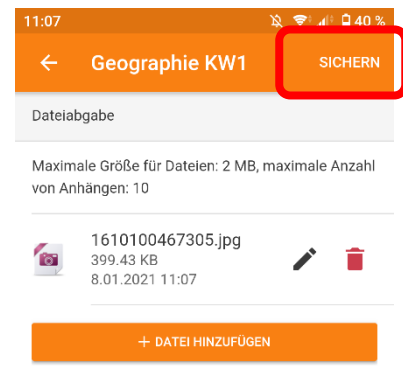 11:07 40 %
Geographie KW1 SICHERN
Dateiabgabe
Maximale Größe für Dateien: 2 MB, maximale Anzahl
von Anhängen: 10
1610100467305.jpg
399.43 KB
8.01.2021 11:07
+ DATEI HINZUFÜGEN